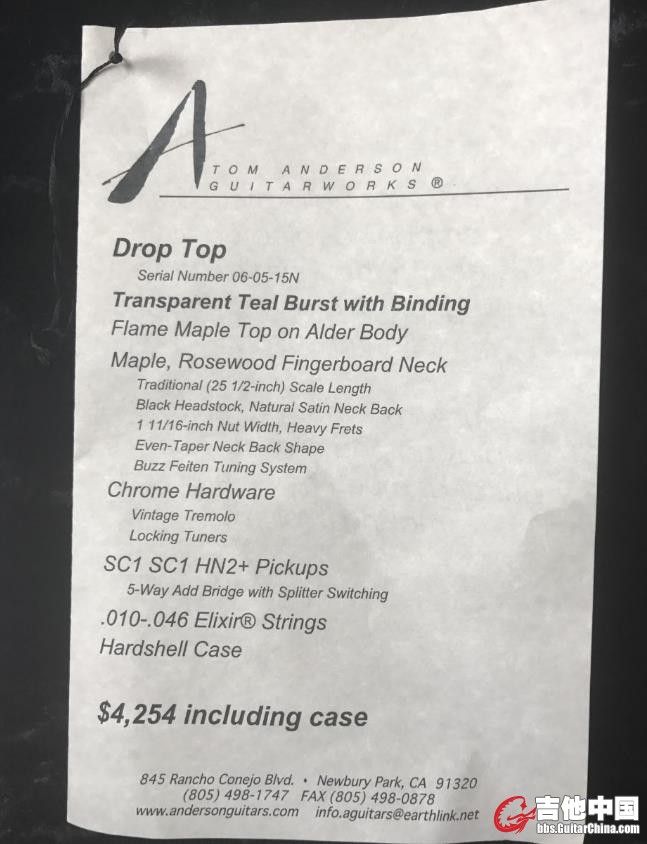 TOM ANDERSON
GUITARWORKS ®
Drop Top
Serial Number 06-05-15N
Transparent Teal Burst with Binding
Flame Maple Top on Alder Body
Maple, Rosewood Fingerboard Neck
Traditional (25 1/2-inch) Scale Length
Black Headstock, Natural Satin Neck Back
1 11/16-inch Nut Width, Heavy Frets
Even-Taper Neck Back Shape
Buzz Feiten Tuning System
Chrome Hardware
Vintage Tremolo
Locking Tuners
SC1 SC1 HN2+ Pickups
5-Way Add Bridge with Splitter Switching
.010-.046 Elixir® Strings
Hardshell Case
$4,254 including case
845 Rancho Conejo Blvd. • Newbury Park, CA 91320
(805) 498-1747 FAX (805) 498-0878
www.andersonguitars.com info.aguitars@earthlink.net
吉他中国
bbs.GuitarChina.com